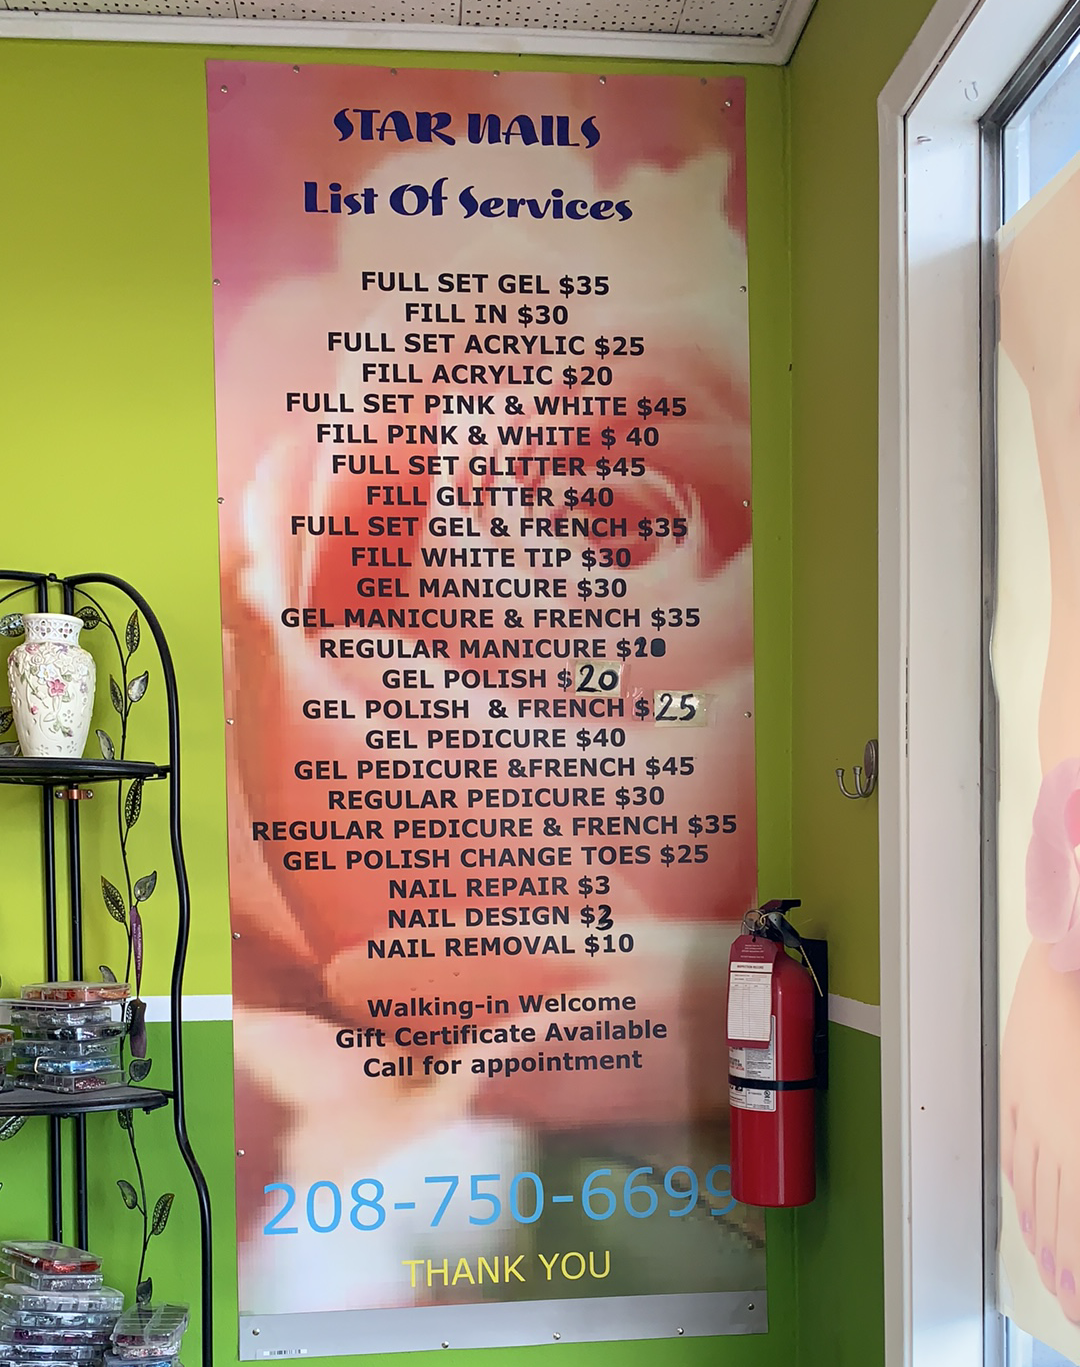 STAR NAILS
List Of Services
FULL SET GEL $35
FILL IN $30
FULL SET ACRYLIC $25
FILL ACRYLIC $20
FULL SET PINK & WHITE $45
FILL PINK & WHITE $ 40
FULL SET GLITTER $45
FILL GLITTER $40
FULL SET GEL & FRENCH $35
FILL WHITE TIP $30
GEL MANICURE $30
GEL MANICURE & FRENCH $35
REGULAR MANICURE $20
GEL POLISH $20
GEL POLISH & FRENCH $25
GEL PEDICURE $40
GEL PEDICURE &FRENCH $45
REGULAR PEDICURE $30
REGULAR PEDICURE & FRENCH $35
GEL POLISH CHANGE TOES $25
NAIL REPAIR $3
NAIL DESIGN $3
NAIL REMOVAL $10
Walking-in Welcome
Gift Certificate Available
Call for appointment
208-750-6699
THANK YOU